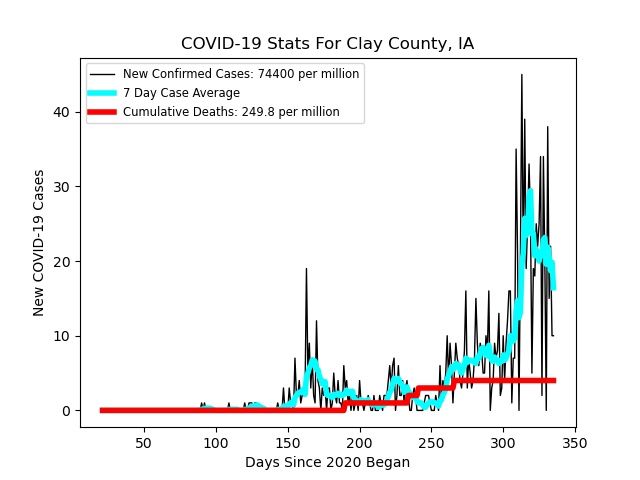 COVID-19 Stats For Clay County, IA
New Confirmed Cases: 74400 per million
7 Day Case Average
Cumulative Deaths: 249.8 per million
New COVID-19 Cases
40
30
20
10
0
50 100 150 200 250 300 350
Days Since 2020 Began